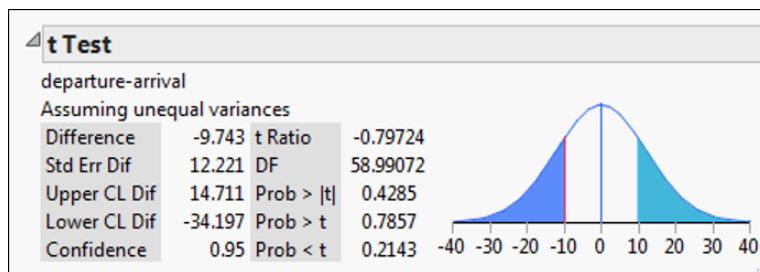 t Test
departure-arrival
Assuming unequal variances
Difference -9.743 t Ratio -0.79724
Std Err Dif 12.221 DF 58.99072
Upper CL Dif 14.711 Prob > |t| 0.4285
Lower CL Dif -34.197 Prob > t 0.7857
Confidence 0.95 Prob < t 0.2143
-40 -30 -20 -10 0 10 20 30 40